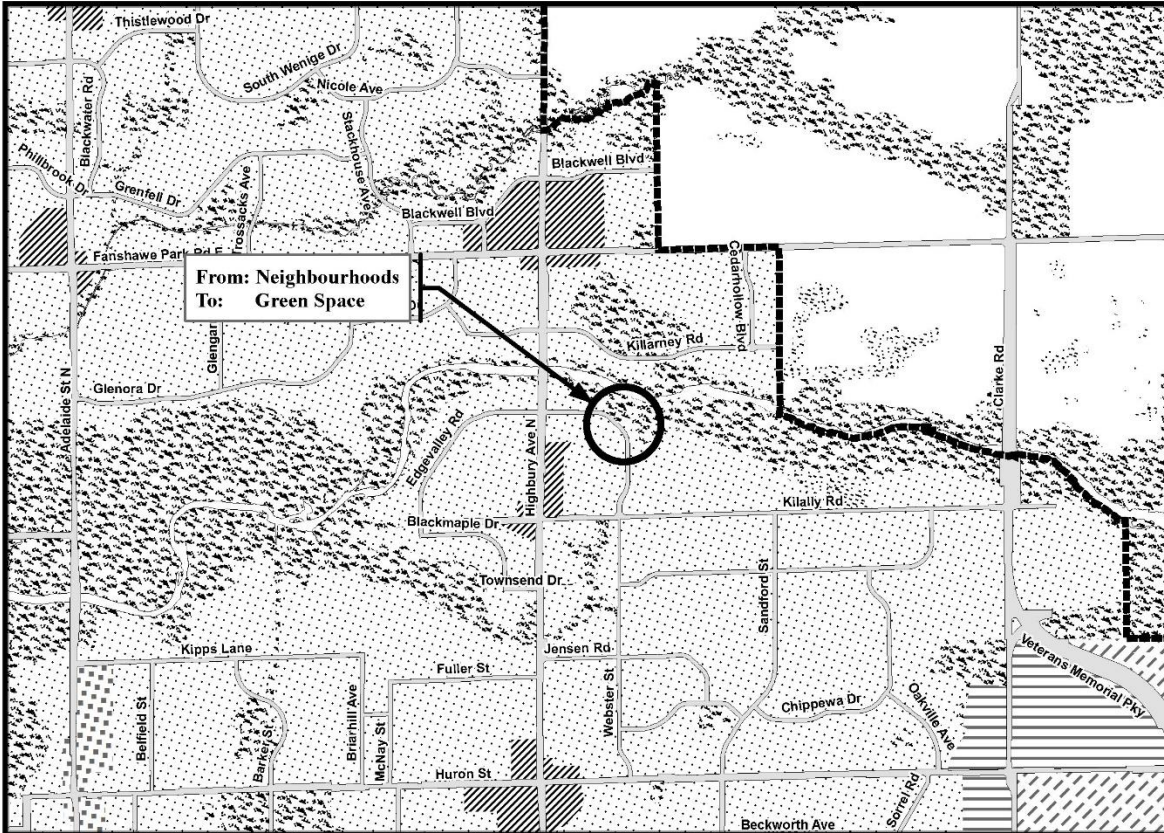 Thistlewood Dr
South Wenige Dr
Nicole Ave
Blackwater Rd
Stackhouse Ave
Phillbrook Dr
Grenfell Dr
Trossacks Ave
Blackwell Blvd
Blackwell Blvd
Fanshawe Park Rd E
From: Neighbourhoods
To: Green Space
Cedarhollow Blvd
Killarney Rd
Clarke Rd
Glenora Dr
Adelaide St N
Edgevalley Rd
Highbury Ave N
Kilally Rd
Blackmaple Dr
Townsend Dr
Sandford St
Kipps Lane
Fuller St
Jensen Rd
Veterans Memorial Pky
Belfield St
Barker St
Briarhill Ave
McNay St
Webster St
Chippewa Dr
Oakville Ave
Huron St
Sorrel Rd
Beckworth Ave